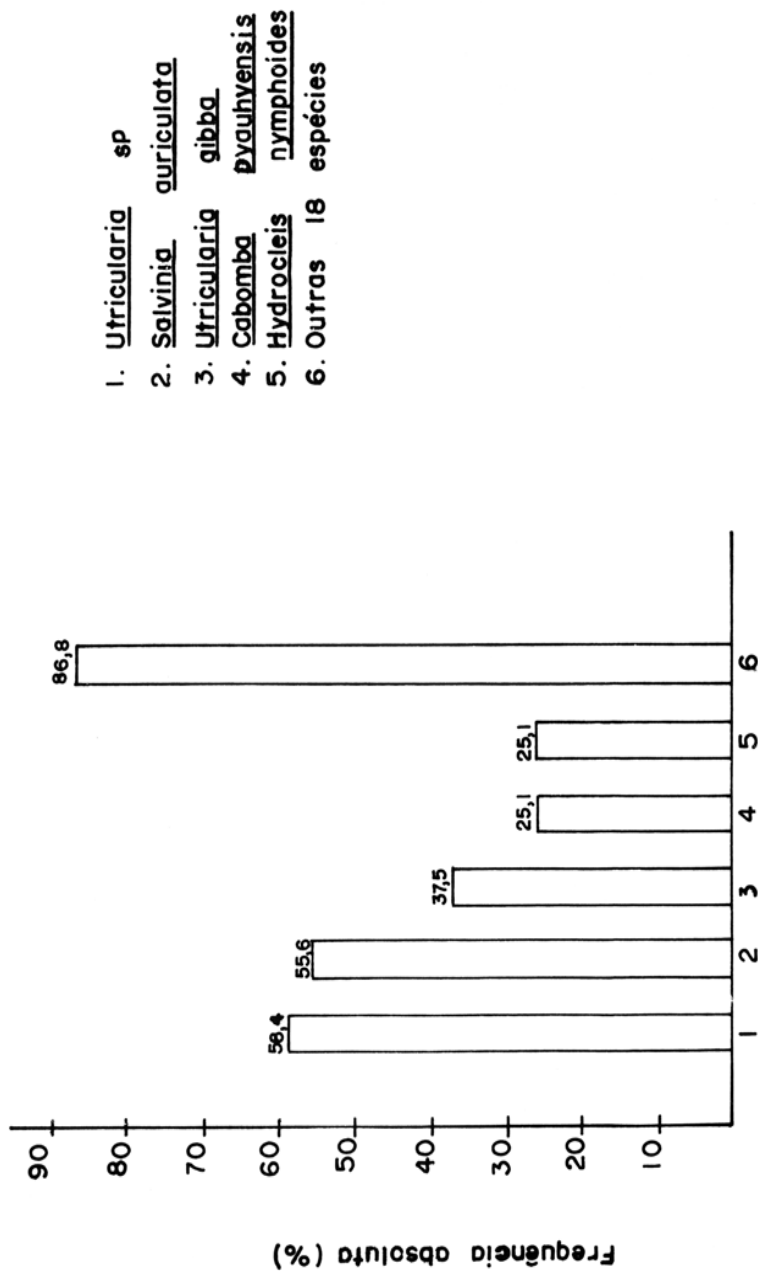 Frequência absoluta (%)
90
80
70
60
50
40
30
20
10
58,4
55,6
37,5
25,1
25,1
86,8
1 2 3 4 5 6
1. Utricularia sp
2. Salvinia auriculata
3. Utricularia gibba
4. Cabomba pyauhyensis
5. Hydrocleis nymphoides
6. Outras 18 espécies